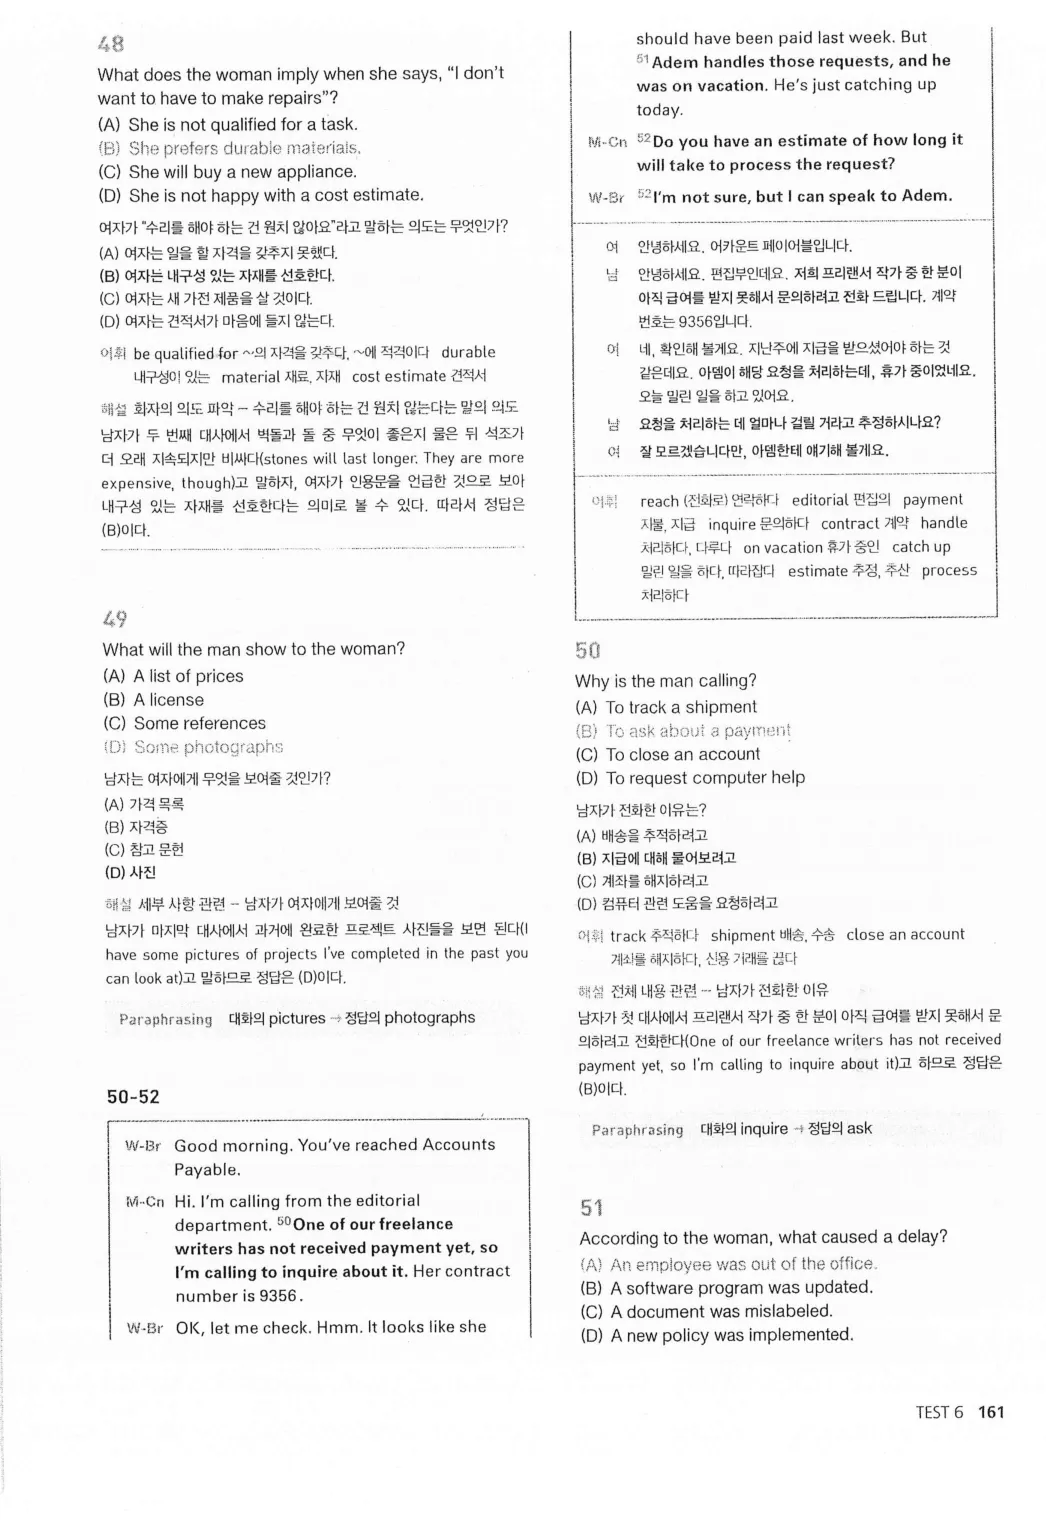 48
What does the woman imply when she says, “I don’t
want to have to make repairs”?
(A) She is not qualified for a task.
(B) She prefers durable materials.
(C) She will buy a new appliance.
(D) She is not happy with a cost estimate.
여자가 “수리를 해야 하는 건 원치 않아요”라고 말하는 의도는 무엇인가?
(A) 여자는 일을 할 자격을 갖추지 못했다.
(B) 여자는 내구성 있는 자재를 선호한다.
(C) 여자는 새 가전 제품을 살 것이다.
(D) 여자는 견적서가 마음에 들지 않는다.
어휘 be qualified for ~의 자격을 갖추다, ~에 적격이다 durable
내구성이 있는 material 재료, 자재 cost estimate 견적서
해설 화자의 의도 파악 – 수리를 해야 하는 건 원치 않는다는 말의 의도
남자가 두 번째 대사에서 벽돌과 돌 중 무엇이 좋은지 물은 뒤 석조가
더 오래 지속되지만 비싸다(stones will last longer. They are more
expensive, though)고 말하자, 여자가 인용문을 언급한 것으로 보아
내구성 있는 자재를 선호한다는 의미로 볼 수 있다. 따라서 정답은
(B)이다.
49
What will the man show to the woman?
(A) A list of prices
(B) A license
(C) Some references
(D) Some photographs
남자는 여자에게 무엇을 보여줄 것인가?
(A) 가격 목록
(B) 자격증
(C) 참고 문헌
(D) 사진
해설 세부 사항 관련 – 남자가 여자에게 보여줄 것
남자가 마지막 대사에서 과거에 완료한 프로젝트 사진들을 보면 된다(I
have some pictures of projects I’ve completed in the past you
can look at)고 말하므로 정답은 (D)이다.
Paraphrasing 대화의 pictures → 정답의 photographs
50-52
W-Br Good morning. You’ve reached Accounts
Payable.
M-Cn Hi. I’m calling from the editorial
department. 50One of our freelance
writers has not received payment yet, so
I’m calling to inquire about it. Her contract
number is 9356.
W-Br OK, let me check. Hmm. It looks like she
should have been paid last week. But
51Adem handles those requests, and he
was on vacation. He’s just catching up
today.
M-Cn 52Do you have an estimate of how long it
will take to process the request?
W-Br 52I’m not sure, but I can speak to Adem.
여 안녕하세요. 어카운트 페이어블입니다.
남 안녕하세요. 편집부인데요. 저희 프리랜서 작가 중 한 분이
아직 급여를 받지 못해서 문의하려고 전화 드립니다. 계약
번호는 9356입니다.
여 네, 확인해 볼게요. 지난주에 지급을 받으셨어야 하는 것
같은데요. 아뎀이 해당 요청을 처리하는데, 휴가 중이었네요.
오늘 밀린 일을 하고 있어요.
남 요청을 처리하는 데 얼마나 걸릴 거라고 추정하시나요?
여 잘 모르겠습니다만, 아뎀한테 얘기해 볼게요.
어휘 reach (전화로) 연락하다 editorial 편집의 payment
지불, 지급 inquire 문의하다 contract 계약 handle
처리하다, 다루다 on vacation 휴가 중인 catch up
밀린 일을 하다, 따라잡다 estimate 추정, 추산 process
처리하다
50
Why is the man calling?
(A) To track a shipment
(B) To ask about a payment
(C) To close an account
(D) To request computer help
남자가 전화한 이유는?
(A) 배송을 추적하려고
(B) 지급에 대해 물어보려고
(C) 계좌를 해지하려고
(D) 컴퓨터 관련 도움을 요청하려고
어휘 track 추적하다 shipment 배송, 수송 close an account
계좌를 해지하다, 신용 거래를 끊다
해설 전체 내용 관련 – 남자가 전화한 이유
남자가 첫 대사에서 프리랜서 작가 중 한 분이 아직 급여를 받지 못해서 문
의하려고 전화한다(One of our freelance writers has not received
payment yet, so I’m calling to inquire about it)고 하므로 정답은
(B)이다.
Paraphrasing 대화의 inquire → 정답의 ask
51
According to the woman, what caused a delay?
(A) An employee was out of the office.
(B) A software program was updated.
(C) A document was mislabeled.
(D) A new policy was implemented.
TEST 6 161